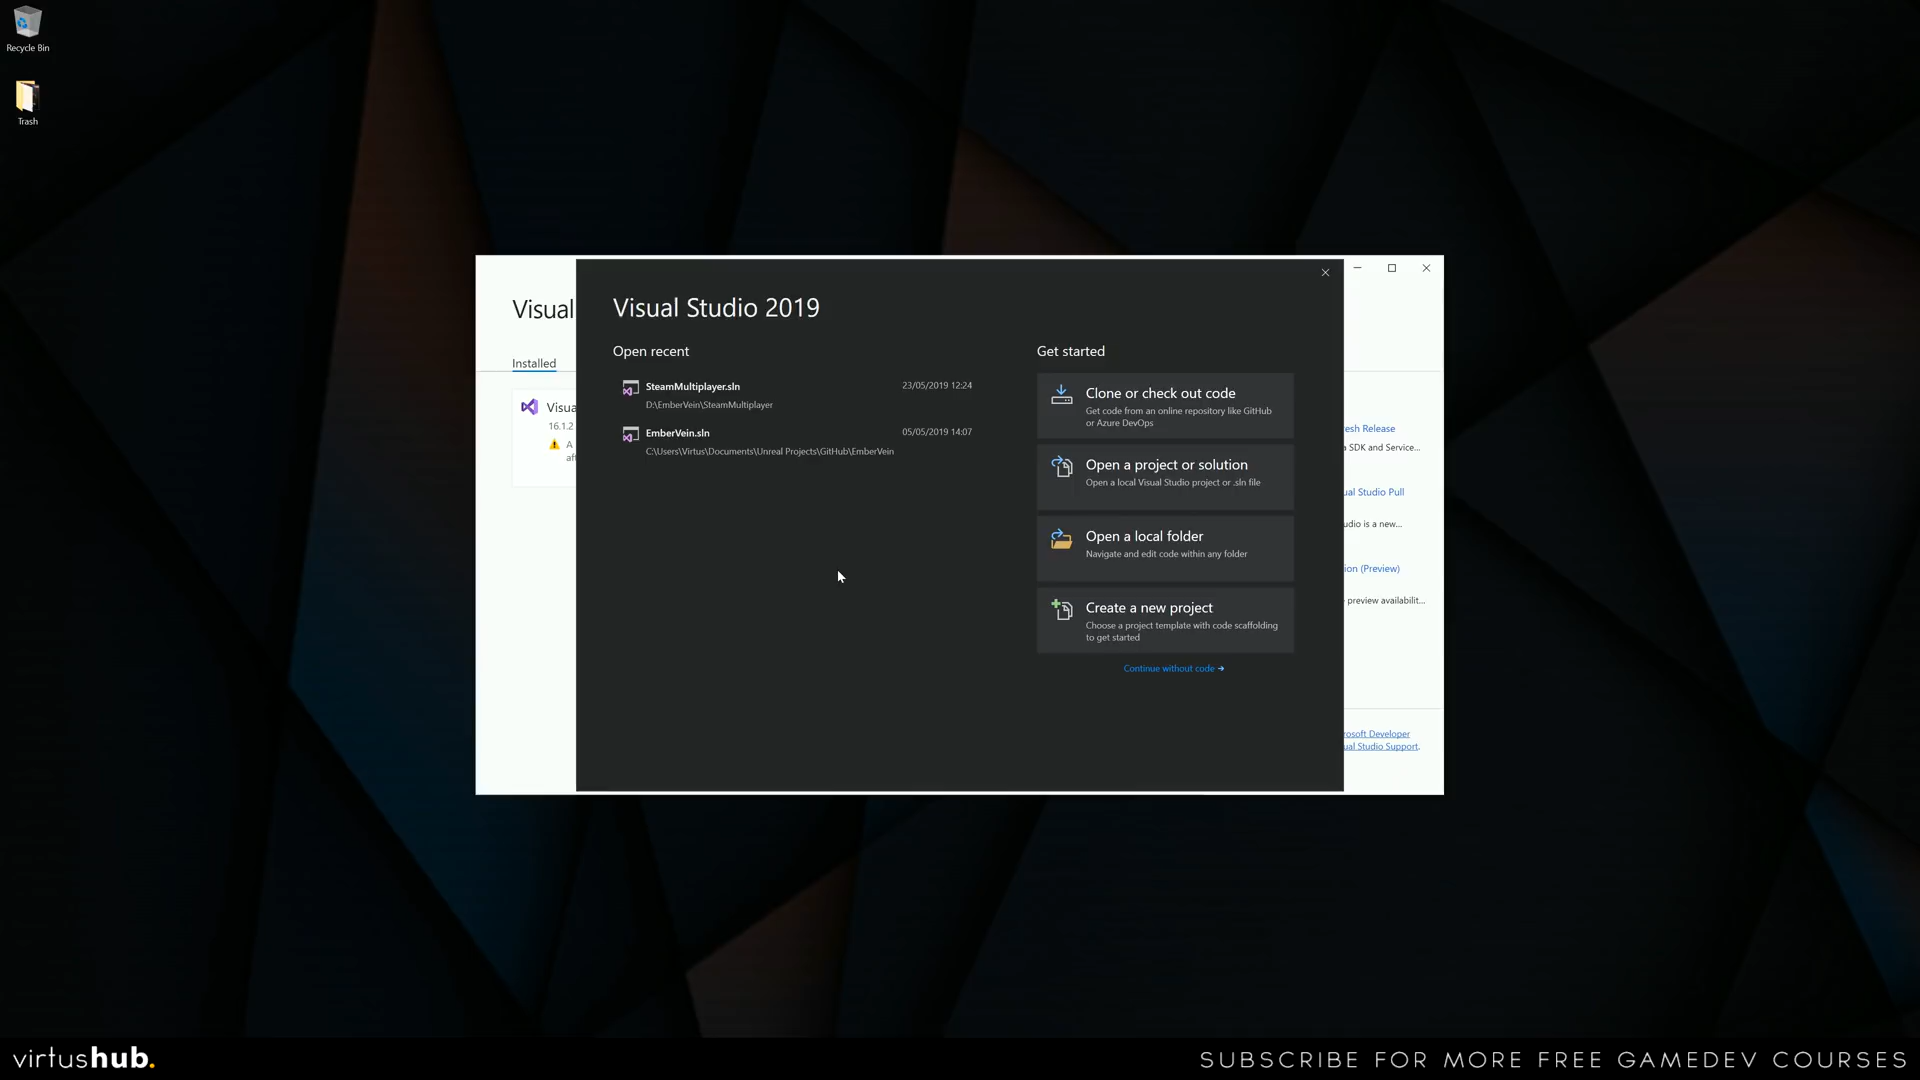 Recycle Bin
Trash
Visual
Installed
Visua
16.1.2
A
aft
Visual Studio 2019
Open recent
SteamMultiplayer.sln
23/05/2019 12:24
D:\EmberVein\SteamMultiplayer
EmberVein.sln
05/05/2019 14:07
C:\Users\Virtus\Documents\Unreal Projects\GitHub\EmberVein
Get started
Clone or check out code
Get code from an online repository like GitHub
or Azure DevOps
Open a project or solution
Open a local Visual Studio project or .sln file
Open a local folder
Navigate and edit code within any folder
Create a new project
Choose a project template with code scaffolding
to get started
Continue without code →
esh Release
SDK and Service...
ual Studio Pull
udio is a new...
ion (Preview)
preview availabilit...
rosoft Developer
ual Studio Support.
virtushub.
SUBSCRIBE FOR MORE FREE GAMEDEV COURSES